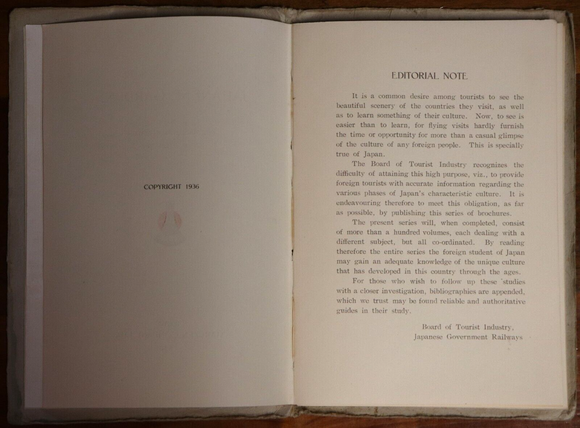 COPYRIGHT 1936
EDITORIAL NOTE
It is a common desire among tourists to see the
beautiful scenery of the countries they visit, as well
as to learn something of their culture. Now, to see is
easier than to learn, for flying visits hardly furnish
the time or opportunity for more than a casual glimpse
of the culture of any foreign people. This is specially
true of Japan.
The Board of Tourist Industry recognizes the
difficulty of attaining this high purpose, viz., to provide
foreign tourists with accurate information regarding the
various phases of Japan's characteristic culture. It is
endeavouring therefore to meet this obligation, as far
as possible, by publishing this series of brochures.
The present series will, when completed, consist
of more than a hundred volumes, each dealing with a
different subject, but all co-ordinated. By reading
therefore the entire series the foreign student of Japan
may gain an adequate knowledge of the unique culture
that has developed in this country through the ages.
For those who wish to follow up these studies
with a closer investigation, bibliographies are appended,
which we trust may be found reliable and authoritative
guides in their study.
Board of Tourist Industry,
Japanese Government Railways